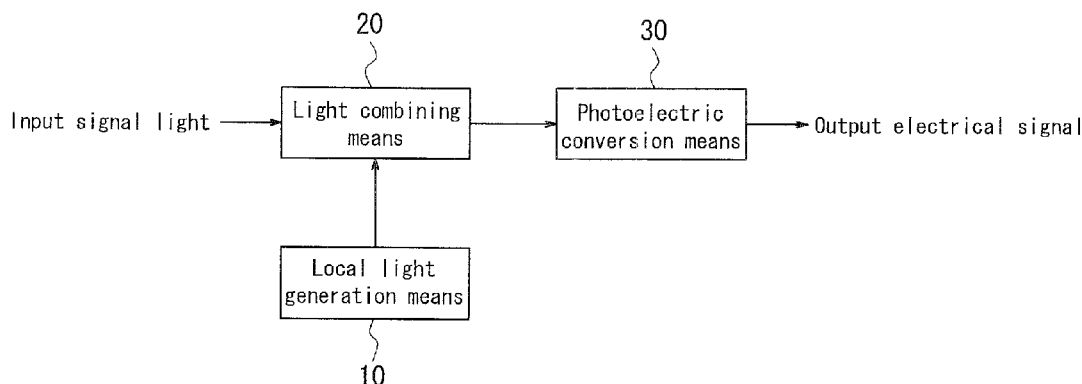 20
30
Input signal light
Light combining
means
Photoelectric
conversion means
Output electrical signal
Local light
generation means
10